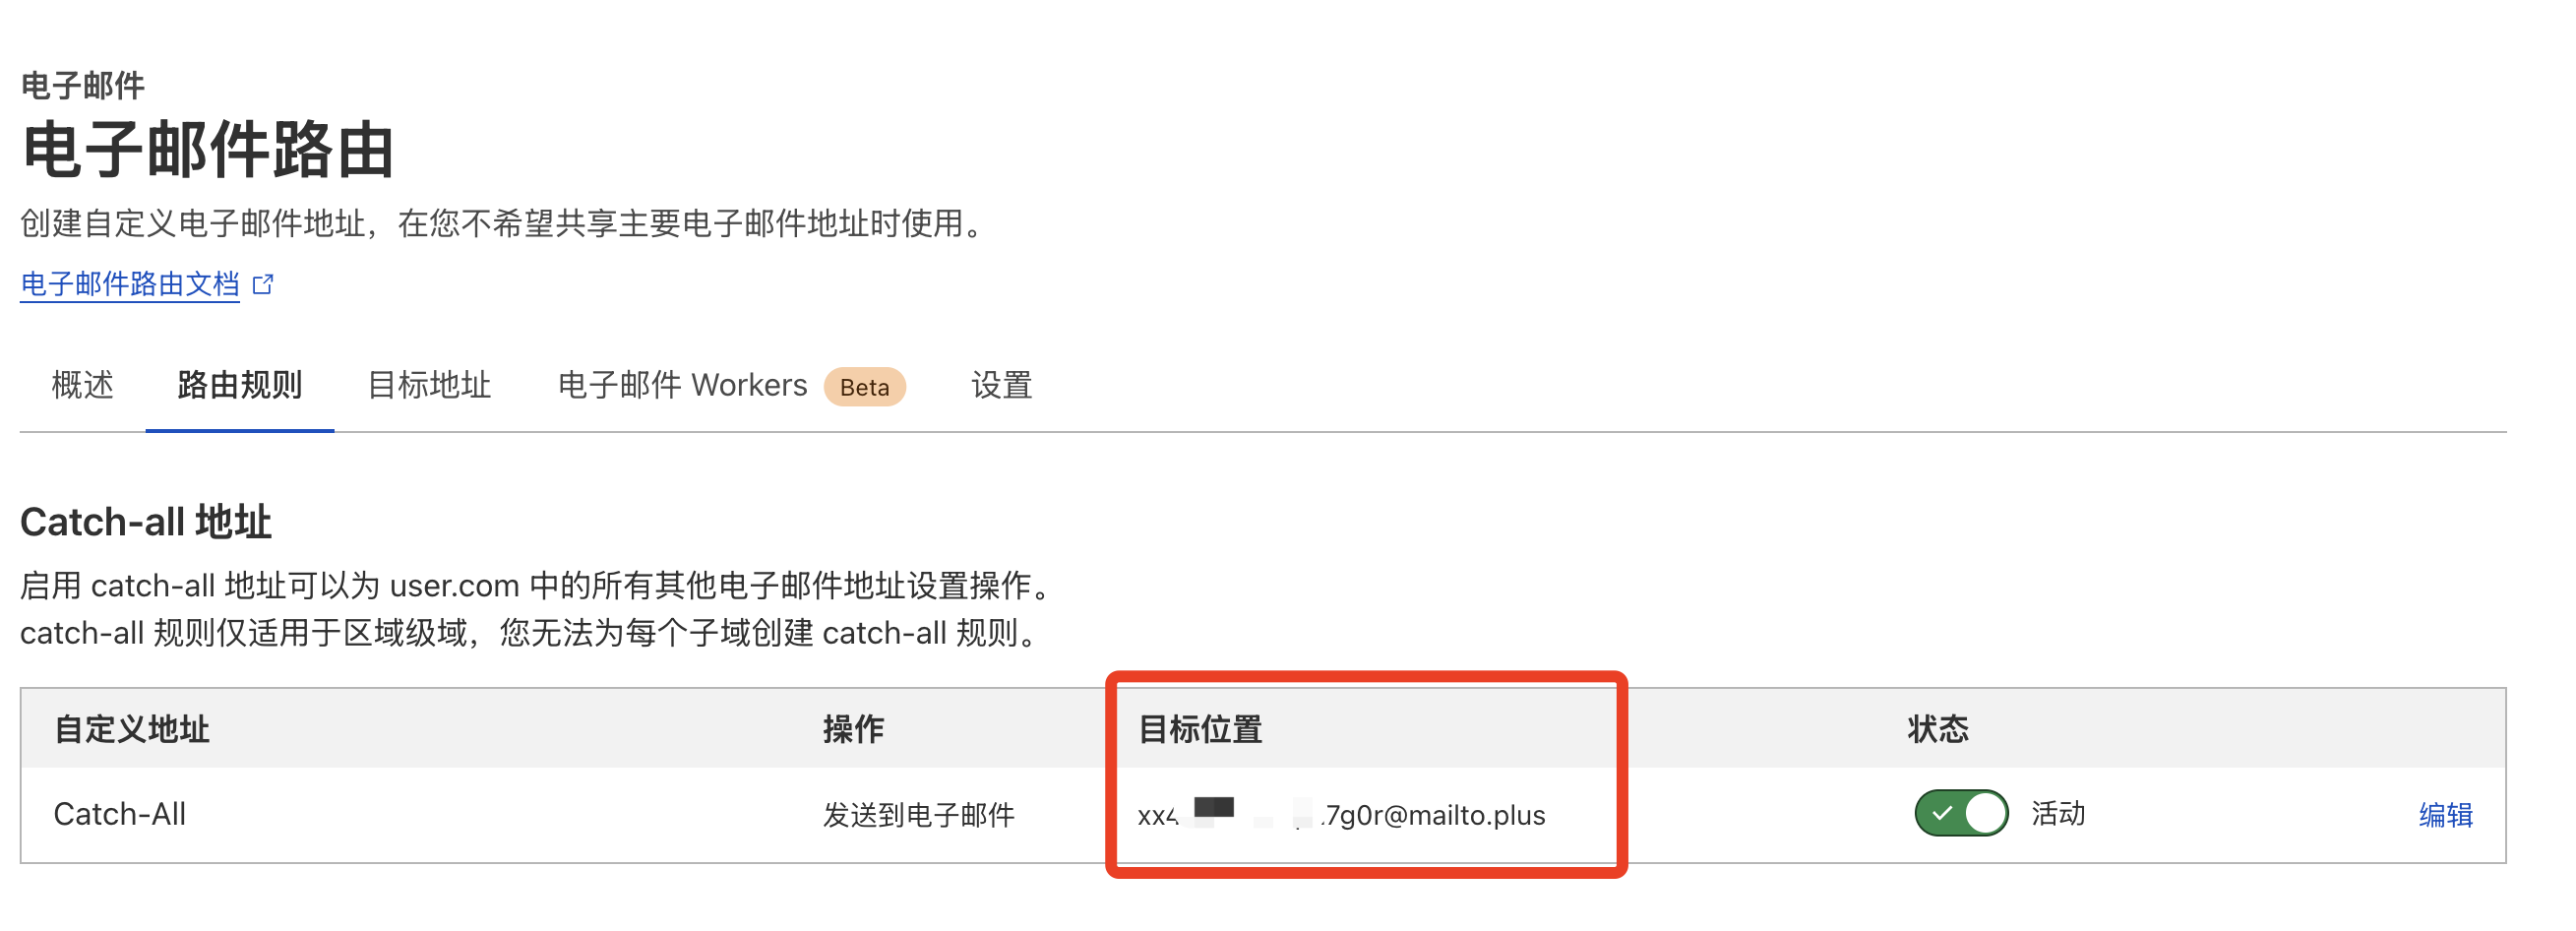 电子邮件
电子邮件路由
创建自定义电子邮件地址，在您不希望共享主要电子邮件地址时使用。
电子邮件路由文档
概述 路由规则 目标地址 电子邮件 Workers Beta 设置
Catch-all 地址
启用 catch-all 地址可以为 user.com 中的所有其他电子邮件地址设置操作。
catch-all 规则仅适用于区域级域，您无法为每个子域创建 catch-all 规则。
自定义地址 操作 目标位置 状态
Catch-All 发送到电子邮件 7g0r@mailto.plus 活动 编辑